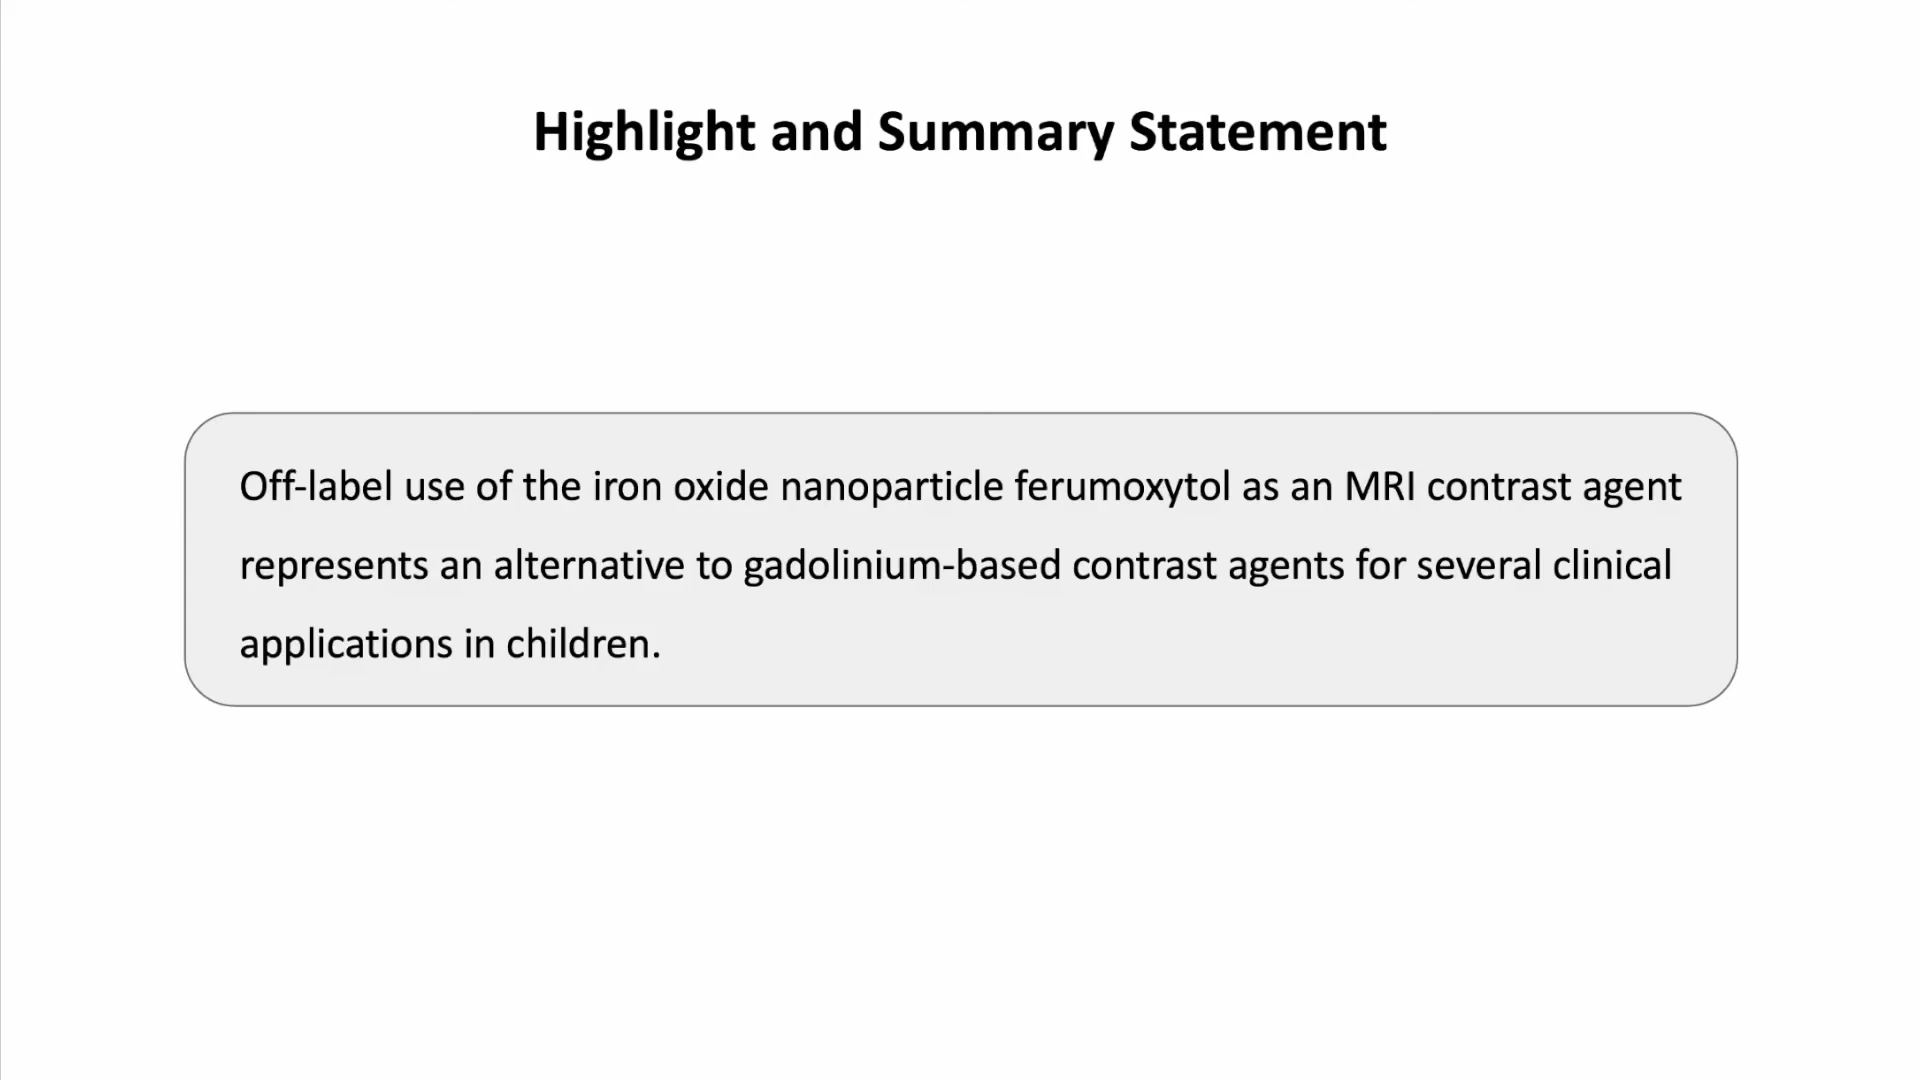 Highlight and Summary Statement
Off-label use of the iron oxide nanoparticle ferumoxytol as an MRI contrast agent
represents an alternative to gadolinium-based contrast agents for several clinical
applications in children.